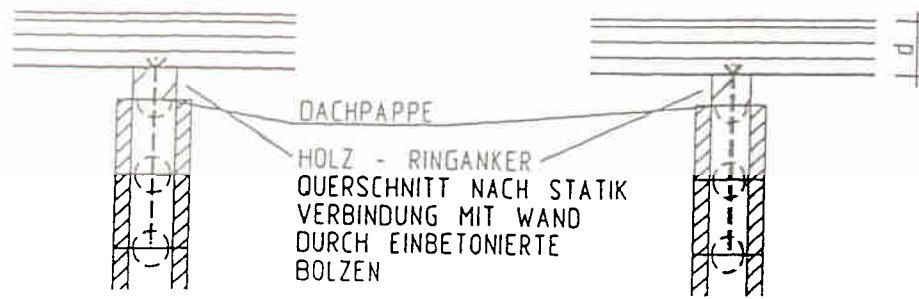 d
DACHPAPPE
HOLZ - RINGANKER
QUERSCHNITT NACH STATIK
VERBINDUNG MIT WAND
DURCH EINBETONIERTE
BOLZEN